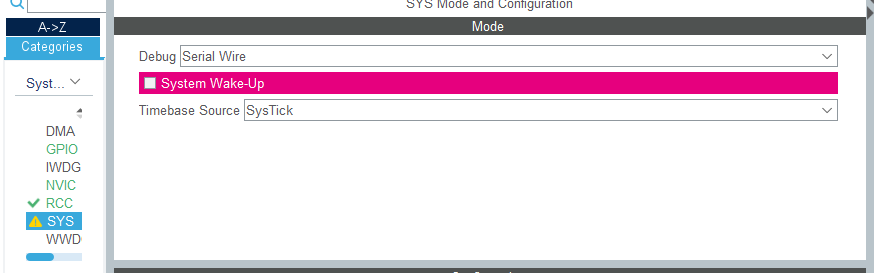 SYS Mode and Configuration
A->Z
Mode
Categories
Debug Serial Wire
System Wake-Up
Syst...
Timebase Source SysTick
DMA
GPIO
IWDG
NVIC
RCC
SYS
WWD